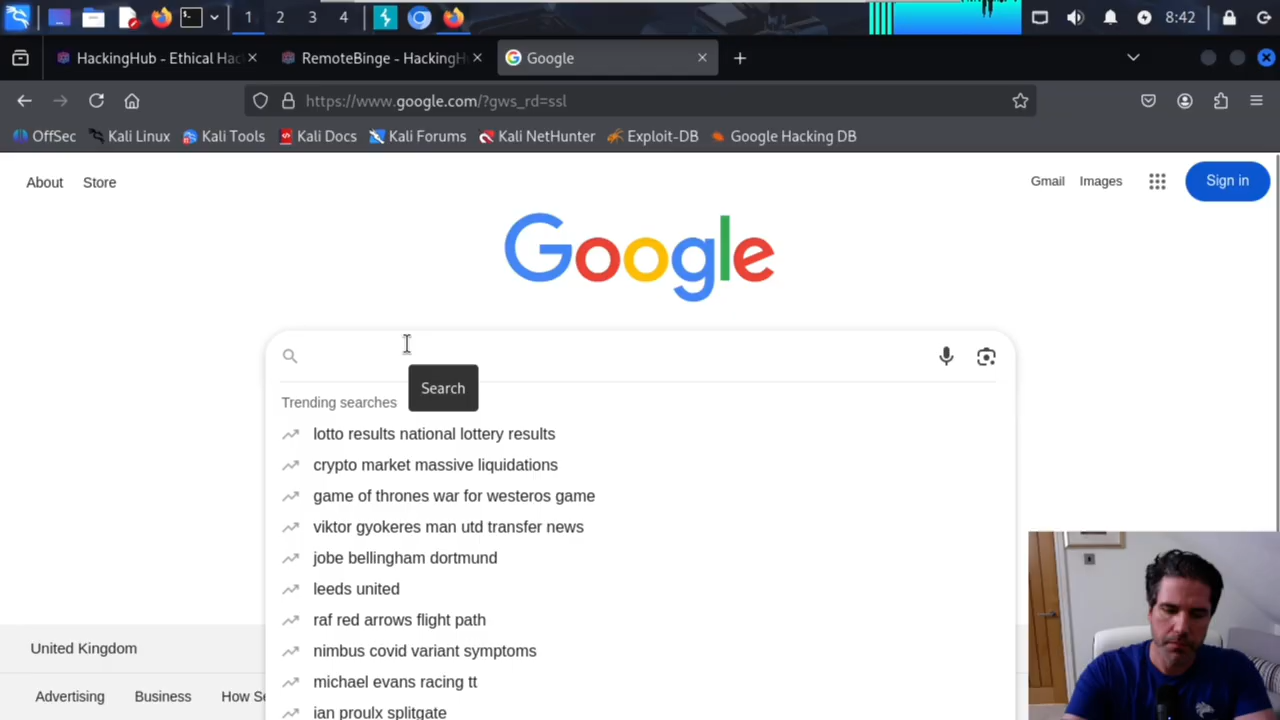 1 2 3 4 8:42
HackingHub - Ethical Hac RemoteBinge - HackingH Google
https://www.google.com/?gws_rd=ssl
OffSec Kali Linux Kali Tools Kali Docs Kali Forums Kali NetHunter Exploit-DB Google Hacking DB
About Store Gmail Images Sign in
Google
Search
Trending searches
lotto results national lottery results
crypto market massive liquidations
game of thrones war for westeros game
viktor gyokeres man utd transfer news
jobe bellingham dortmund
leeds united
raf red arrows flight path
nimbus covid variant symptoms
michael evans racing tt
ian proulx splitgate
United Kingdom
Advertising Business How Se